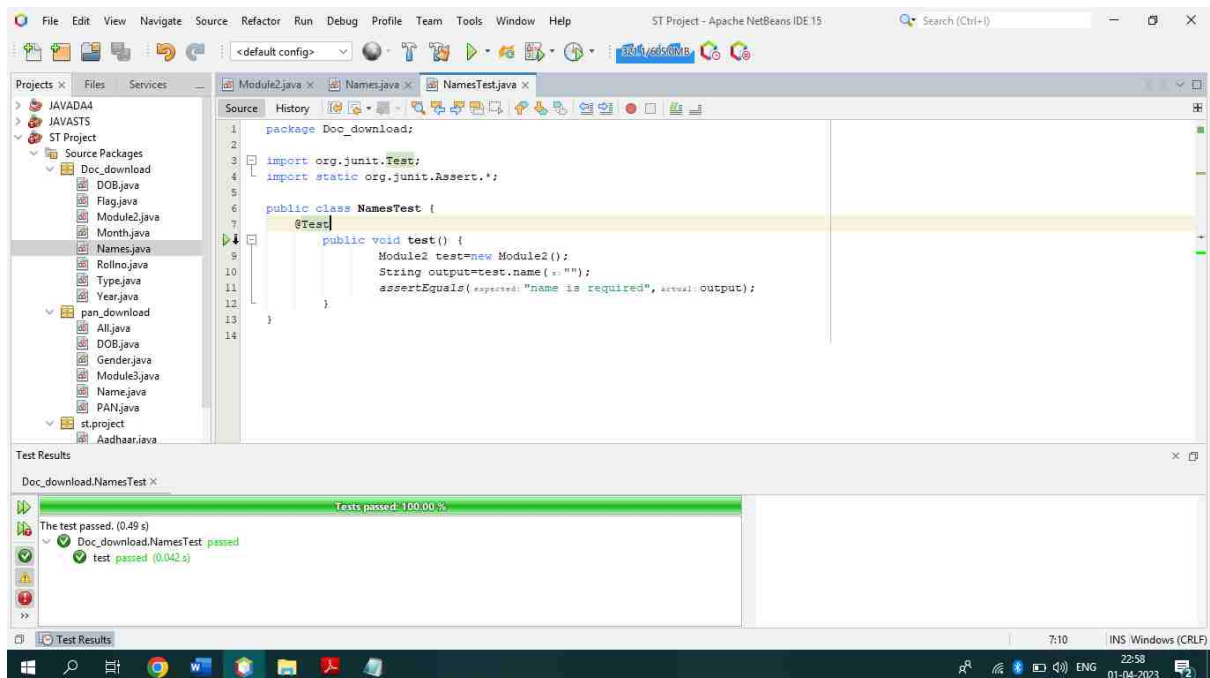 File Edit View Navigate Source Refactor Run Debug Profile Team Tools Window Help ST Project - Apache NetBeans IDE 15 Search (Ctrl+I)
<default config>
Projects Files Services Module2.java Names.java NamesTest.java
Source History
JAVADA4
JAVASTS
ST Project
Source Packages
Doc_download
DOB.java
Flag.java
Module2.java
Month.java
Names.java
Rollno.java
Type.java
Year.java
pan_download
All.java
DOB.java
Gender.java
Module3.java
Name.java
PAN.java
st.project
Aadhaar.java
1 package Doc_download;
2
3 import org.junit.Test;
4 import static org.junit.Assert.*;
5
6 public class NamesTest {
7 @Test
public void test() {
9 Module2 test=new Module2();
10 String output=test.name( s: "");
11 assertEquals( expected: "name is required", actual: output);
12 }
13 }
14
Test Results
Doc_download.NamesTest
Tests passed: 100.00 %
The test passed. (0.49 s)
Doc_download.NamesTest passed
test passed (0.042 s)
Test Results 7:10 INS Windows (CRLF)
ENG 22:58
01-04-2023